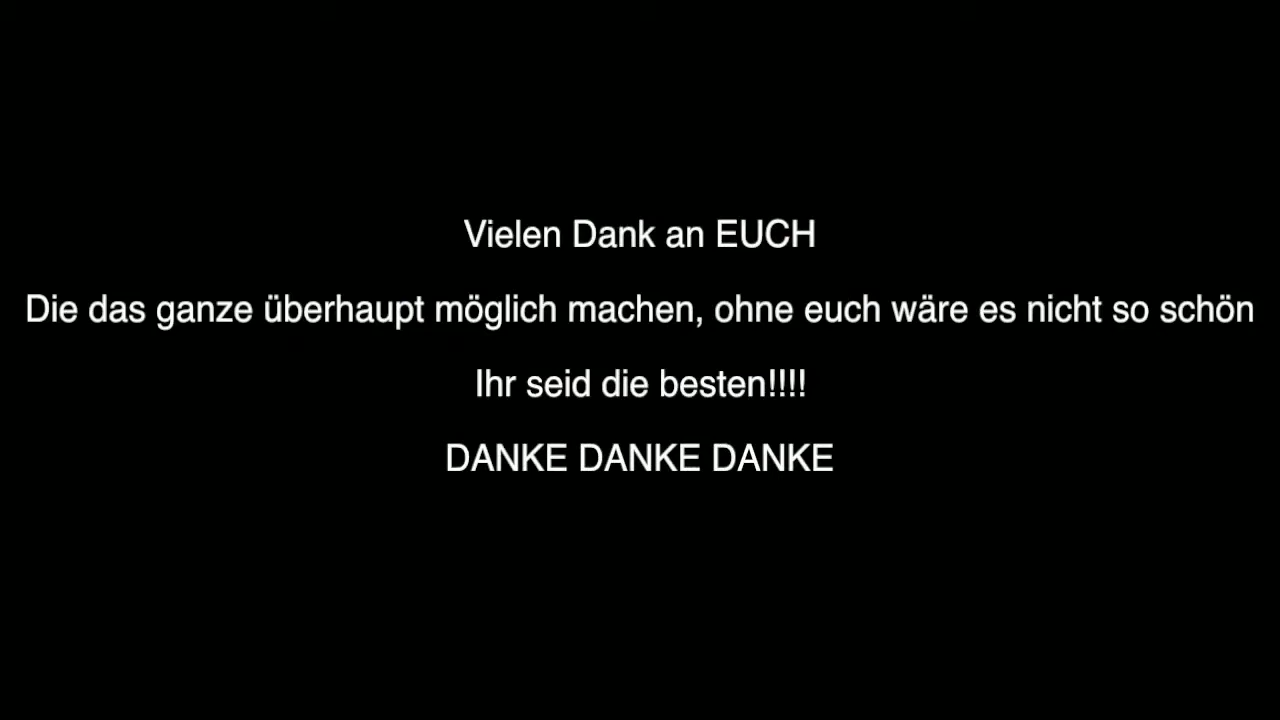 Vielen Dank an EUCH
Die das ganze überhaupt möglich machen, ohne euch wäre es nicht so schön
Ihr seid die besten!!!!
DANKE DANKE DANKE